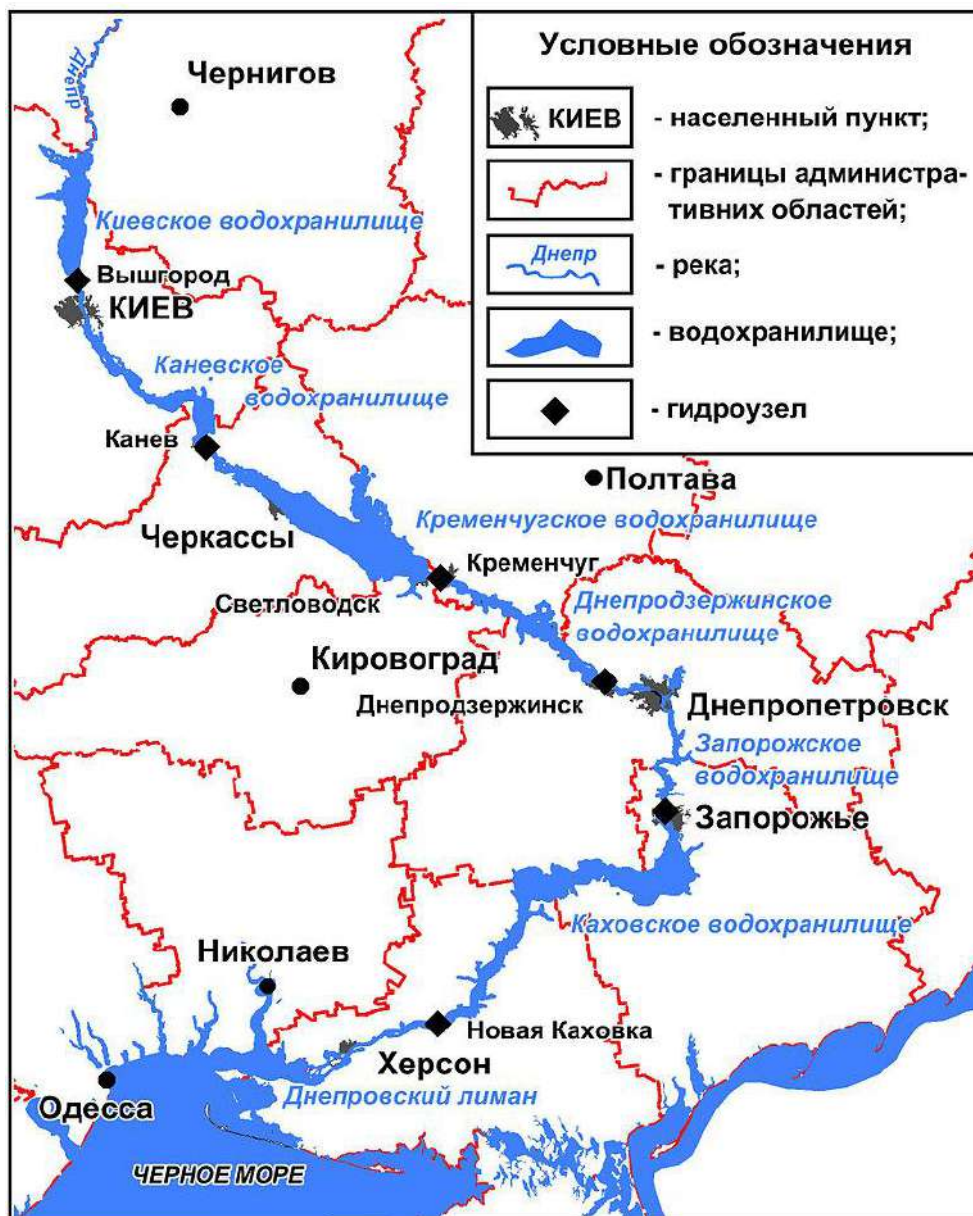 Условные обозначения
КИЕВ
- населенный пункт;
- границы администра-
тивних областей;
Днепр
- река;
- водохранилище;
- гидроузел
Днепр
Чернигов
Киевское водохранилище
Вышгород
КИЕВ
Каневское
водохранилище
Канев
Полтава
Черкассы
Кременчугское водохранилище
Кременчуг
Светловодск
Днепродзержинское
водохранилище
Кировоград
Днепродзержинск
Днепропетровск
Запорожское
водохранилище
Запорожье
Каховское водохранилище
Николаев
Новая Каховка
Херсон
Днепровский лиман
Одесса
ЧЕРНОЕ МОРЕ